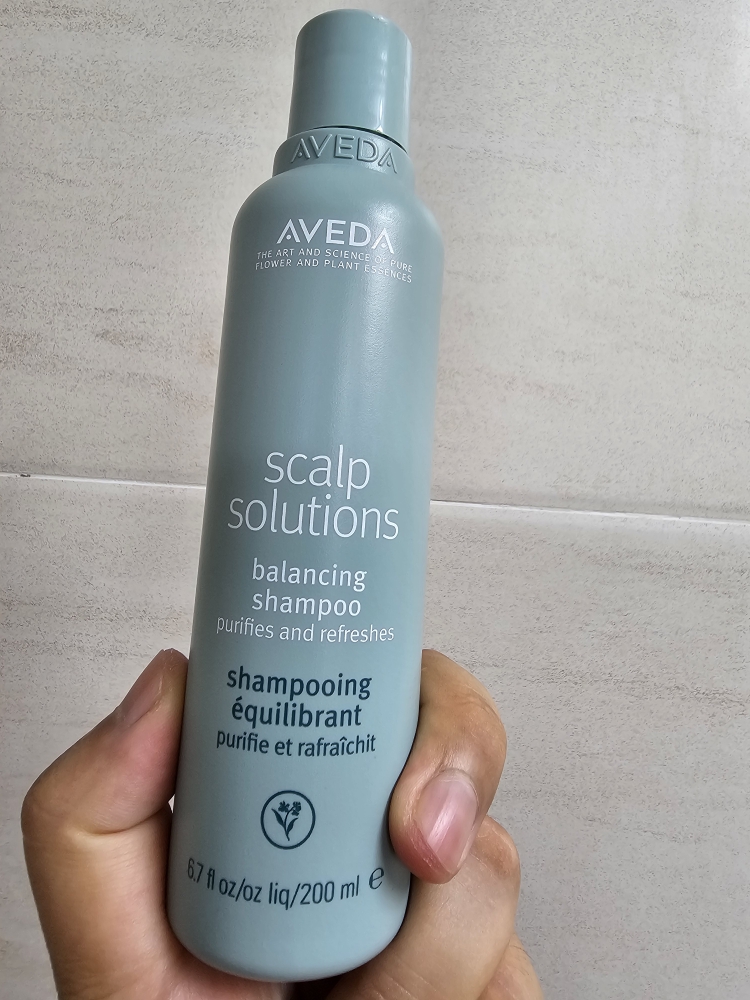 AVEDA
AVEDA
THE ART AND SCIENCE OF PURE
FLOWER AND PLANT ESSENCES
scalp
solutions
balancing
shampoo
purifies and refreshes
shampooing
équilibrant
purifie et rafraîchit
6.7 fl oz/oz liq/200 ml e